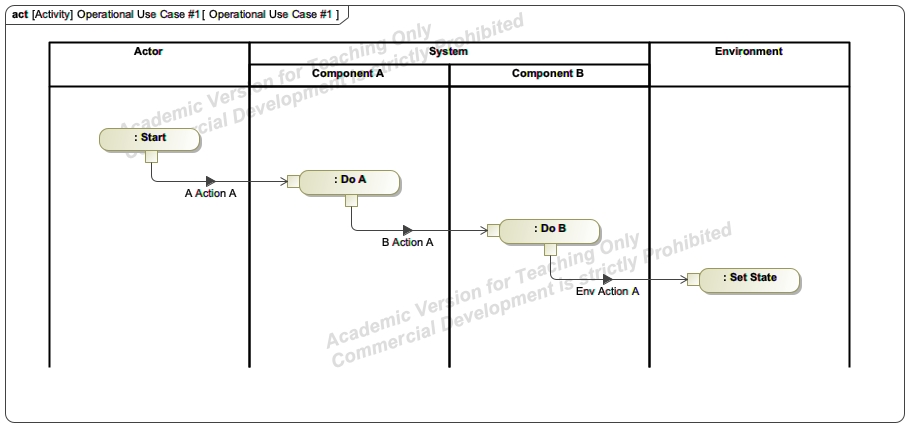 act [Activity] Operational Use Case #1[ Operational Use Case #1 ]
Actor
System
Environment
Component A
Component B
Academic Version for Teaching Only
Commercial Development is strictly Prohibited
: Start
A Action A
: Do A
B Action A
: Do B
Env Action A
: Set State
Academic Version for Teaching Only
Commercial Development is strictly Prohibited